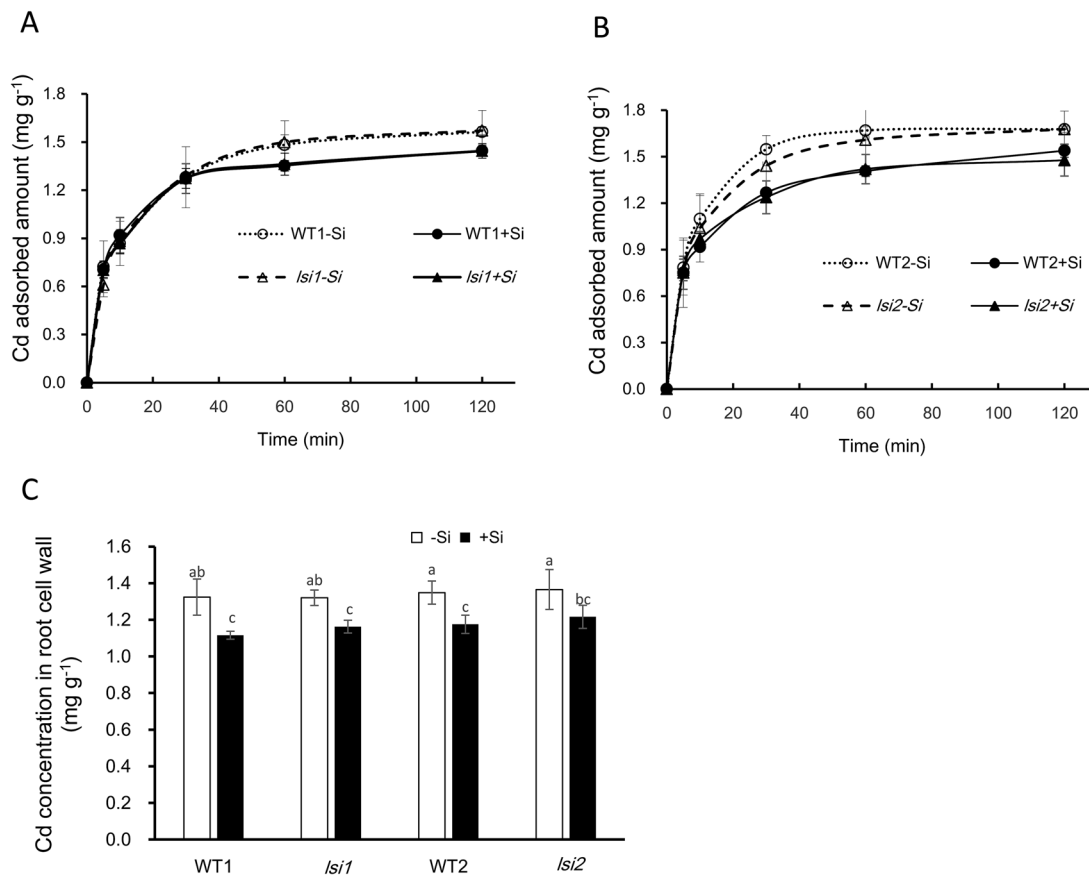 A
Cd adsorbed amount (mg g-1)
1.8
1.5
1.2
0.9
0.6
0.3
0.0
WT1-Si
WT1+Si
lsi1-Si
lsi1+Si
0 20 40 60 80 100 120
Time (min)
B
Cd adsorbed amount (mg g-1)
1.8
1.5
1.2
0.9
0.6
0.3
0.0
WT2-Si
WT2+Si
lsi2-Si
lsi2+Si
0 20 40 60 80 100 120
Time (min)
C
Cd concentration in root cell wall
(mg g-1)
-Si +Si
1.6
1.4
1.2
1.0
0.8
0.6
0.4
0.2
0.0
ab c ab c a c a bc
WT1 lsi1 WT2 lsi2